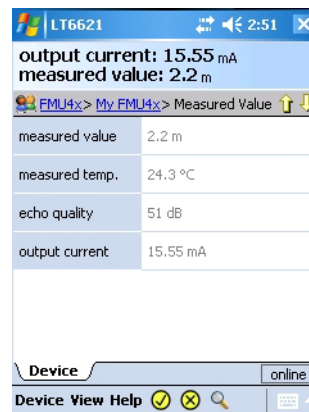 LT6621 2:51
output current: 15.55 mA
measured value: 2.2 m
FMU4x> My FMU4x> Measured Value
measured value 2.2 m
measured temp. 24.3 °C
echo quality 51 dB
output current 15.55 mA
Device online
Device View Help